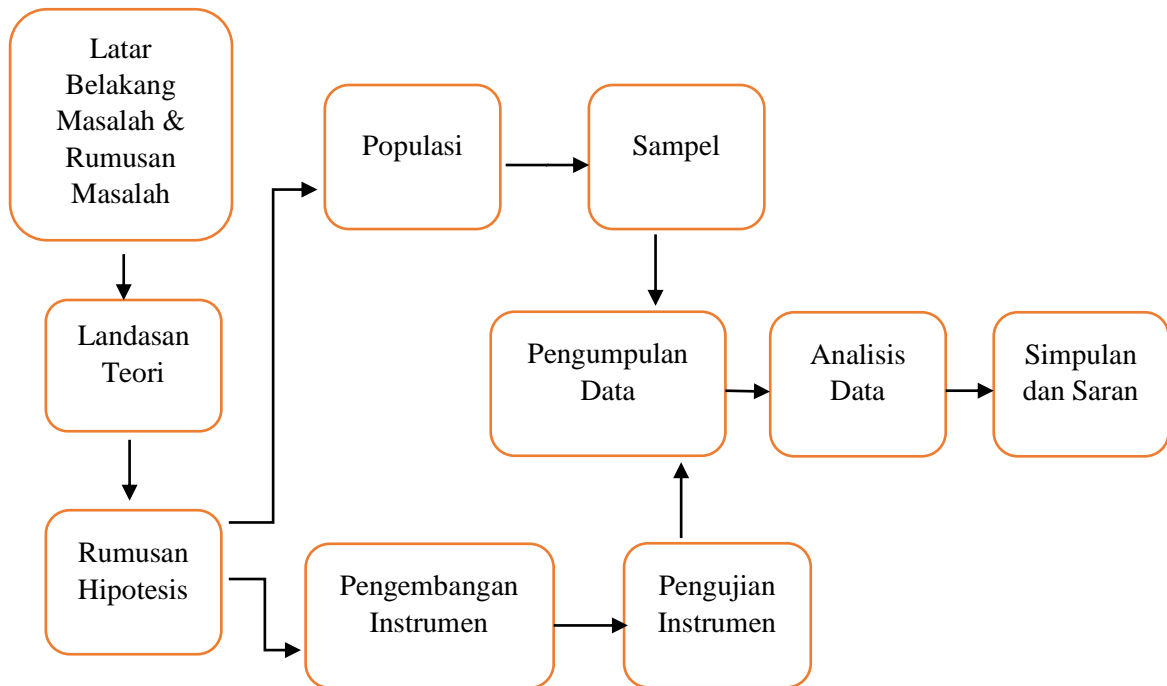 Latar
Belakang
Masalah &
Rumusan
Masalah
Populasi
Sampel
Landasan
Teori
Pengumpulan
Data
Analisis
Data
Simpulan
dan Saran
Rumusan
Hipotesis
Pengembangan
Instrumen
Pengujian
Instrumen